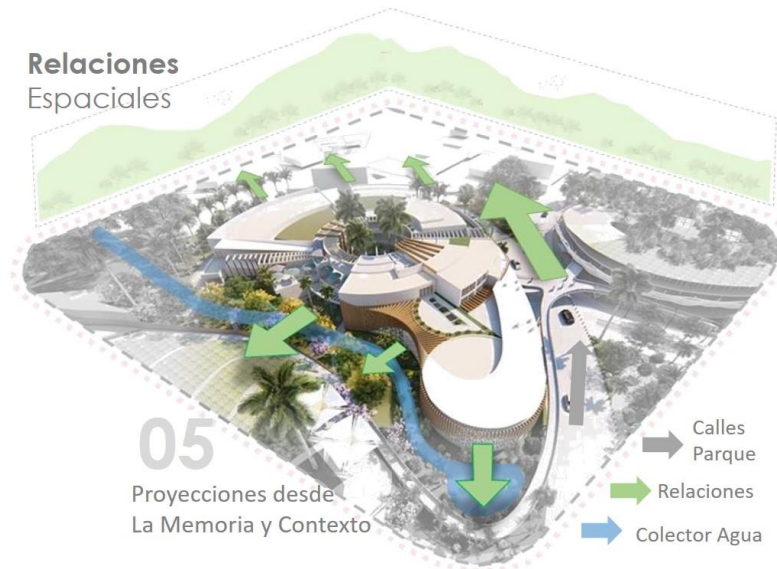 Relaciones
Espaciales
05
Proyecciones desde
La Memoria y Contexto
Calles
Parque
Relaciones
Colector Agua